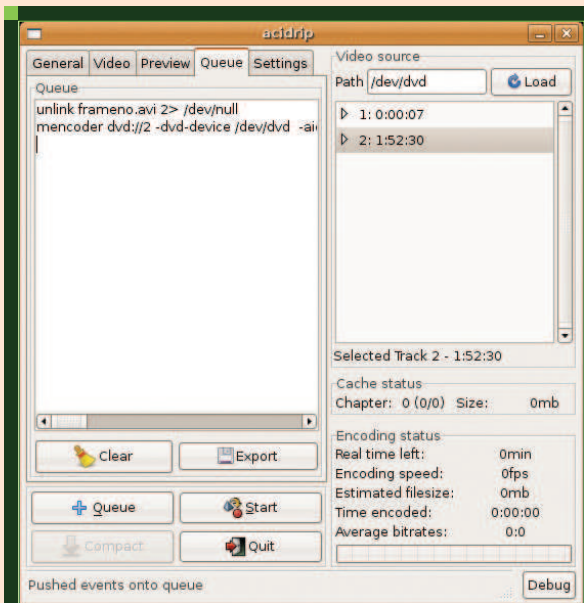 acidrip
General Video Preview Queue Settings
Queue
unlink frameno.avi 2> /dev/null
mencoder dvd://2 -dvd-device /dev/dvd -aid
Clear
Export
Queue
Start
Compact
Quit
Video source
Path /dev/dvd Load
1: 0:00:07
2: 1:52:30
Selected Track 2 - 1:52:30
Cache status
Chapter: 0 (0/0) Size: 0mb
Encoding status
Real time left: 0min
Encoding speed: 0fps
Estimated filesize: 0mb
Time encoded: 0:00:00
Average bitrates: 0:0
Pushed events onto queue
Debug